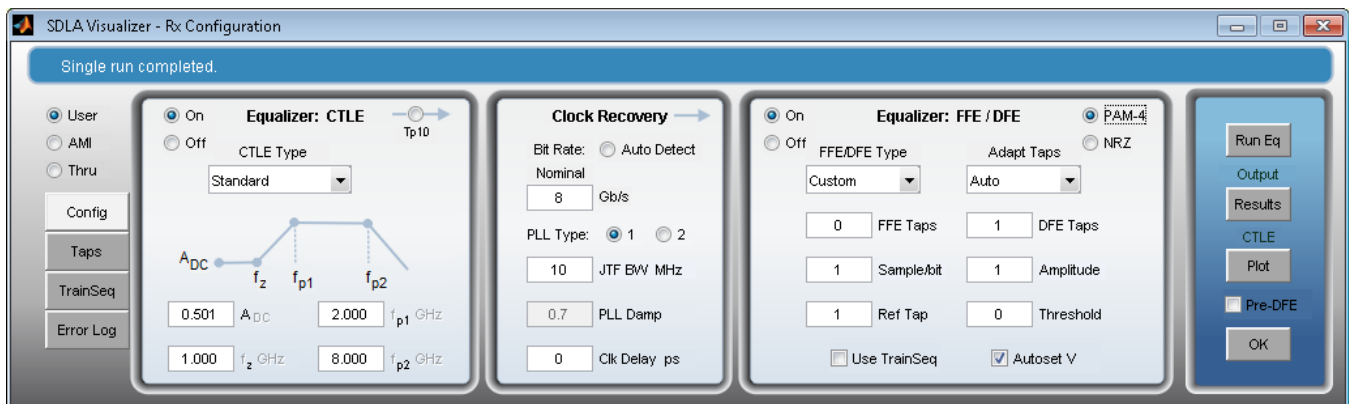 SDLA Visualizer - Rx Configuration
Single run completed.
User
AMI
Thru
Config
Taps
TrainSeq
Error Log
On
Off
Equalizer: CTLE
Tp10
CTLE Type
Standard
ADC
fz
fp1
fp2
0.501 ADC
2.000 fp1 GHz
1.000 fz GHz
8.000 fp2 GHz
Clock Recovery
Bit Rate: Auto Detect
Nominal
8 Gb/s
PLL Type: 1 2
10 JTF BW MHz
0.7 PLL Damp
0 Clk Delay ps
On
Off
Equalizer: FFE / DFE
PAM-4
NRZ
FFE/DFE Type
Adapt Taps
Custom
Auto
0 FFE Taps
1 DFE Taps
1 Sample/bit
1 Amplitude
1 Ref Tap
0 Threshold
Use TrainSeq
Autoset V
Run Eq
Output
Results
CTLE
Plot
Pre-DFE
OK